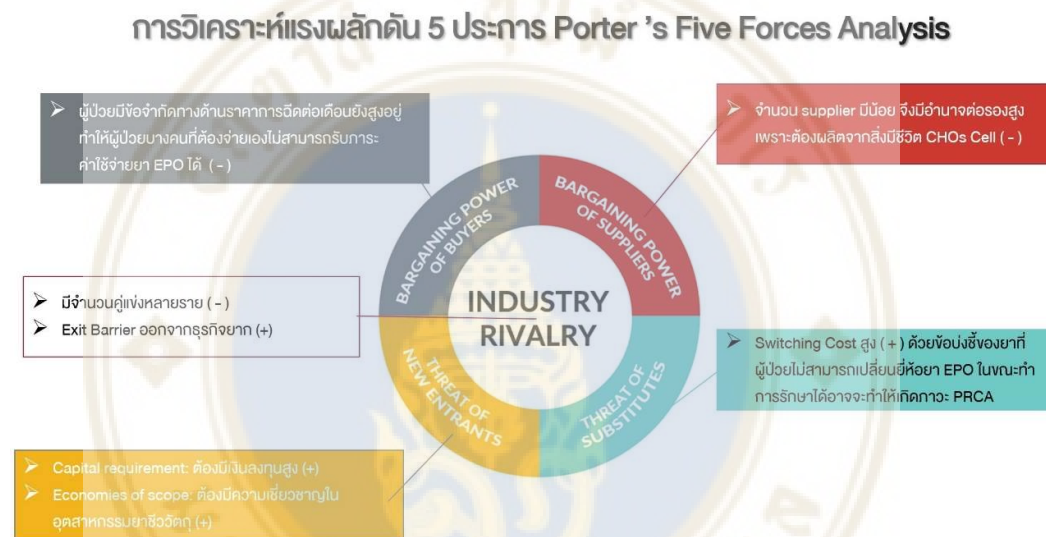 การวิเคราะห์แรงผลักดัน 5 ประการ Porter 's Five Forces Analysis
➢ ผู้ป่วยมีข้อจำกัดทางด้านราคาการฉีดต่อเดือนยังสูงอยู่
ทำให้ผู้ป่วยบางคนที่ต้องจ่ายเองไม่สามารถรับภาระ
ค่าใช้จ่ายยา EPO ได้ ( - )
➢ จำนวน supplier มีน้อย จึงมีอำนาจต่อรองสูง
เพราะต้องผลิตจากสิ่งมีชีวิต CHOs Cell ( - )
BARGAINING POWER
OF BUYERS
BARGAINING POWER
OF SUPPLIERS
INDUSTRY
RIVALRY
➢ มีจำนวนคู่แข่งหลายราย ( - )
➢ Exit Barrier ออกจากธุรกิจยาก (+)
➢ Switching Cost สูง ( + ) ด้วยข้อบ่งชี้ของยาที่
ผู้ป่วยไม่สามารถเปลี่ยนยี่ห้อยา EPO ในขณะทำ
การรักษาได้อาจจะทำให้เกิดภาวะ PRCA
THREAT OF
NEW ENTRANTS
THREAT OF
SUBSTITUTES
➢ Capital requirement: ต้องมีเงินลงทุนสูง (+)
➢ Economies of scope: ต้องมีความเชี่ยวชาญใน
อุตสาหกรรมยาชีววัตถุ (+)